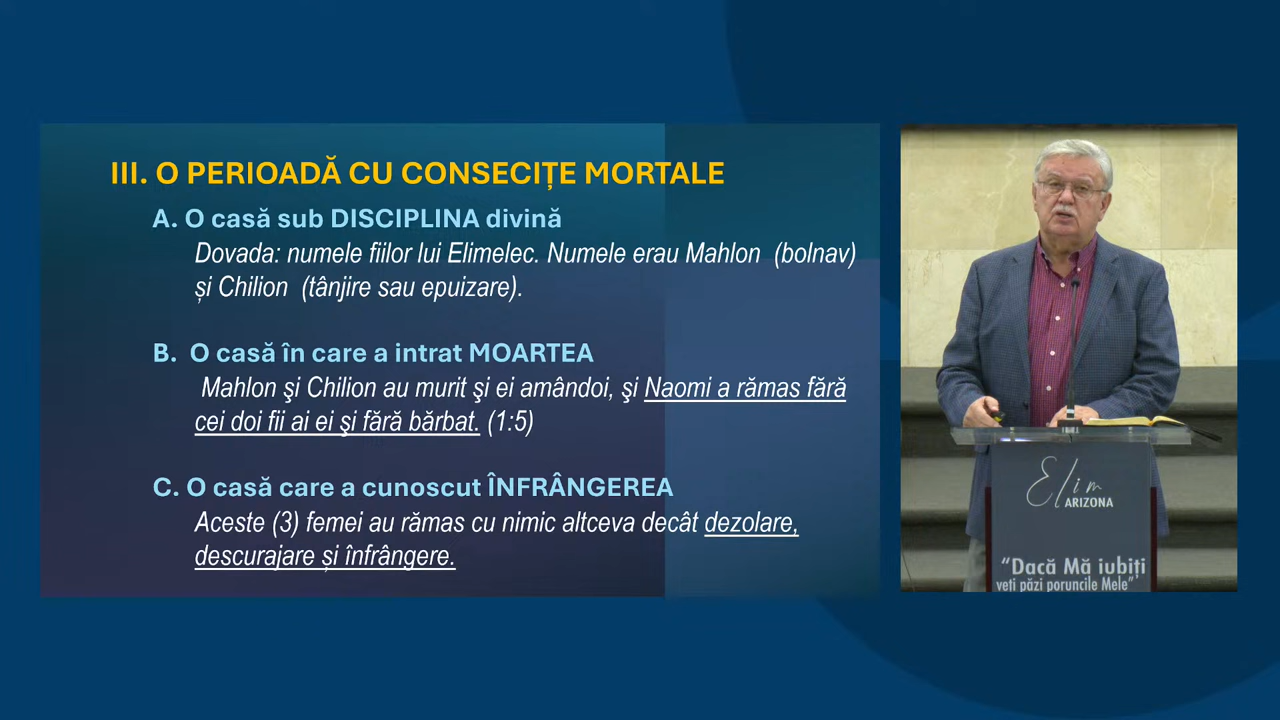 III. O PERIOADĂ CU CONSECIȚE MORTALE
A. O casă sub DISCIPLINA divină
Dovada: numele fiilor lui Elimelec. Numele erau Mahlon (bolnav)
și Chilion (tânjire sau epuizare).
B. O casă în care a intrat MOARTEA
Mahlon şi Chilion au murit şi ei amândoi, şi Naomi a rămas fără
cei doi fii ai ei şi fără bărbat. (1:5)
C. O casă care a cunoscut ÎNFRÂNGEREA
Aceste (3) femei au rămas cu nimic altceva decât dezolare,
descurajare și înfrângere.
Elim
ARIZONA
“Dacă Mă iubiți
veți păzi poruncile Mele”